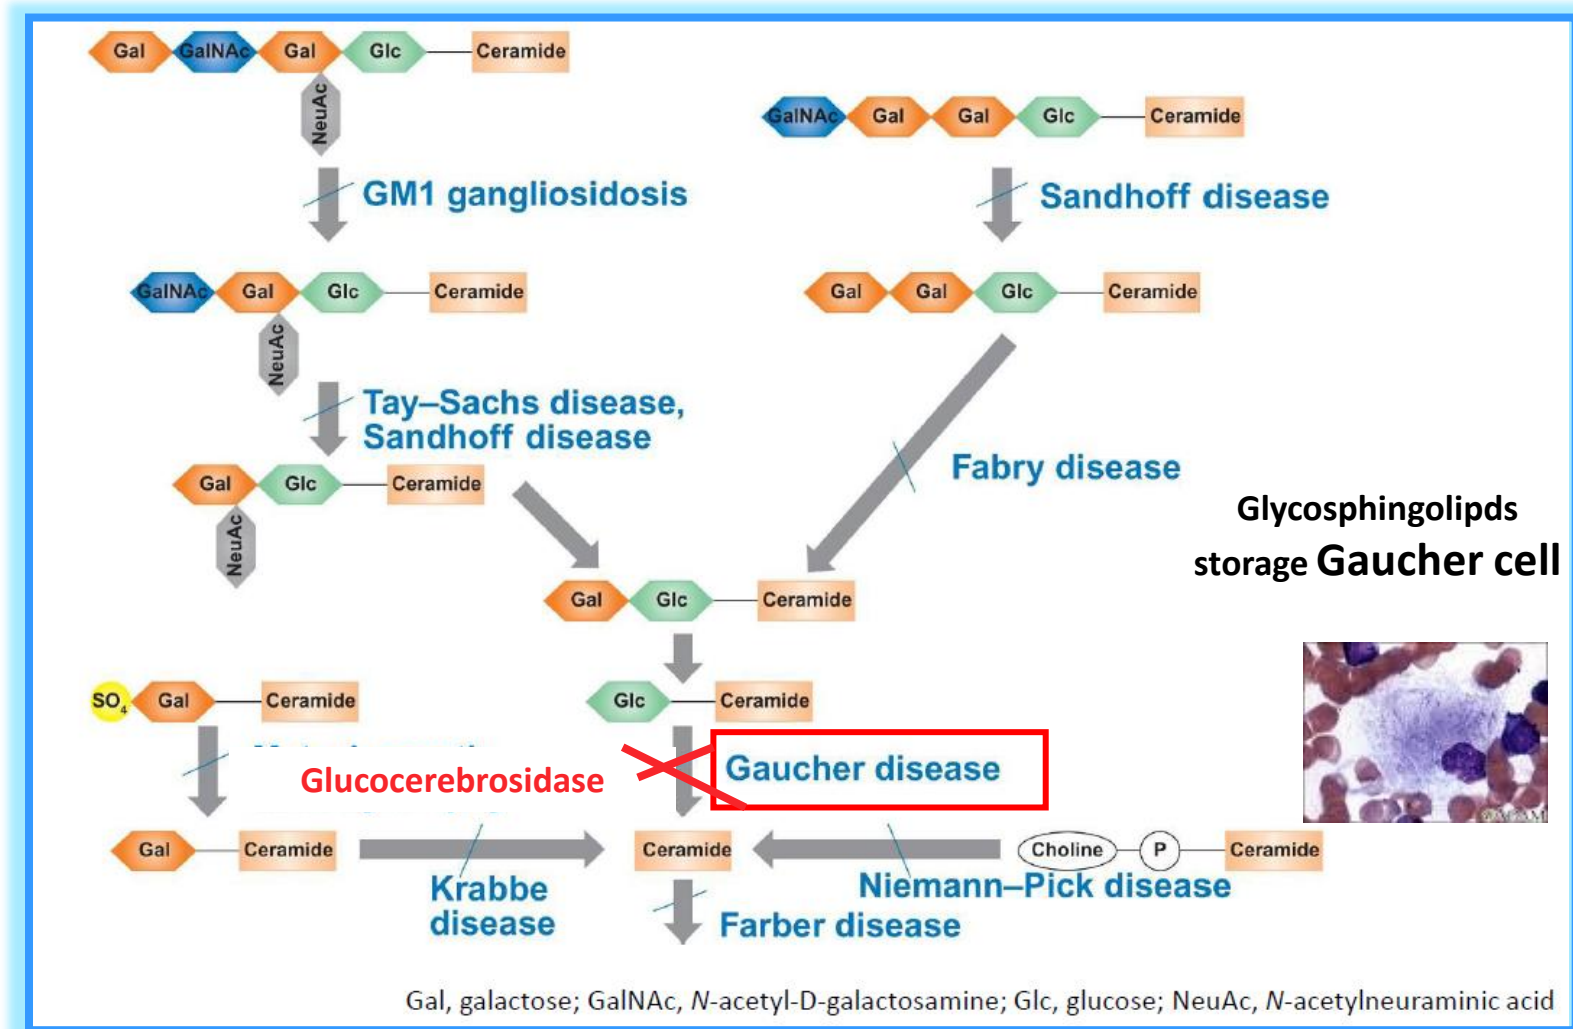 Gal GalNAc Gal Glc Ceramide
NeuAc
GalNAc Gal Gal Glc Ceramide
GM1 gangliosidosis
Sandhoff disease
GalNAc Gal Glc Ceramide
NeuAc
Gal Gal Glc Ceramide
Tay–Sachs disease,
Sandhoff disease
Fabry disease
Gal Glc Ceramide
NeuAc
Glycosphingolipds
storage Gaucher cell
Gal Glc Ceramide
SO4 Gal Ceramide
Glc Ceramide
Glucocerebrosidase
Gaucher disease
Gal Ceramide
Ceramide
Choline P Ceramide
Krabbe
disease
Niemann–Pick disease
Farber disease
Gal, galactose; GalNAc, N-acetyl-D-galactosamine; Glc, glucose; NeuAc, N-acetylneuraminic acid